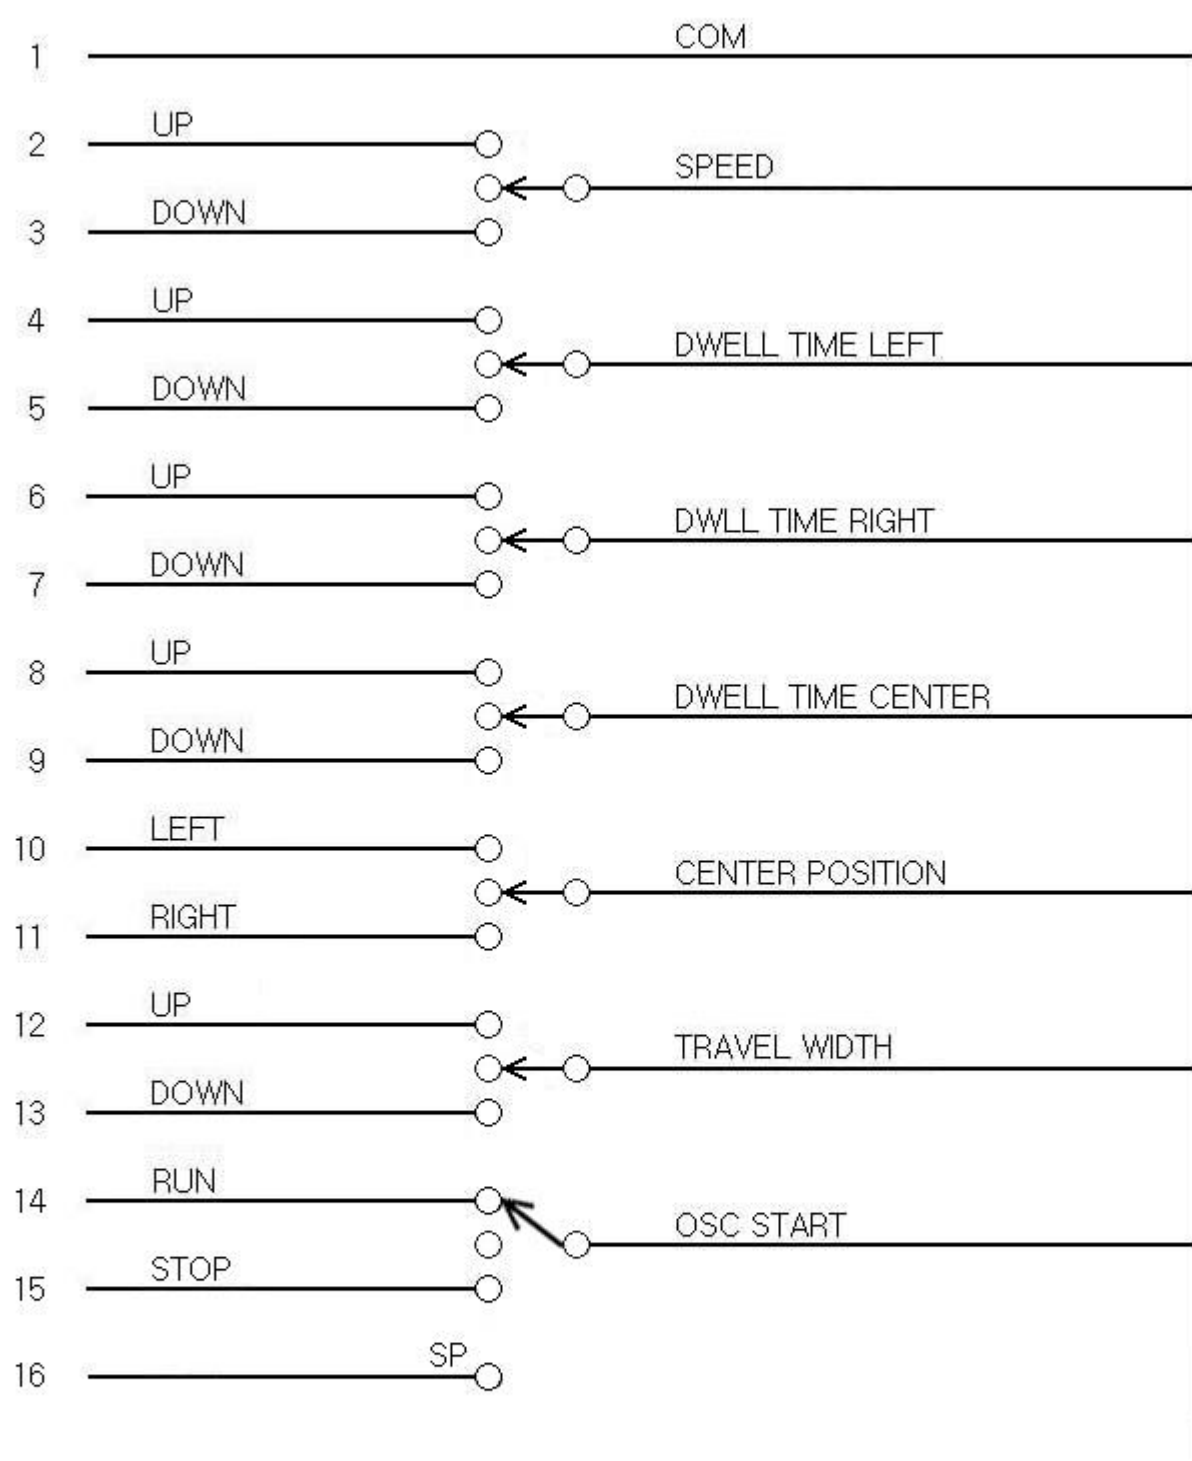 COM
1
UP
2
SPEED
DOWN
3
UP
4
DWELL TIME LEFT
DOWN
5
UP
6
DWLL TIME RIGHT
DOWN
7
UP
8
DWELL TIME CENTER
DOWN
9
LEFT
10
CENTER POSITION
RIGHT
11
UP
12
TRAVEL WIDTH
DOWN
13
RUN
14
OSC START
STOP
15
SP
16